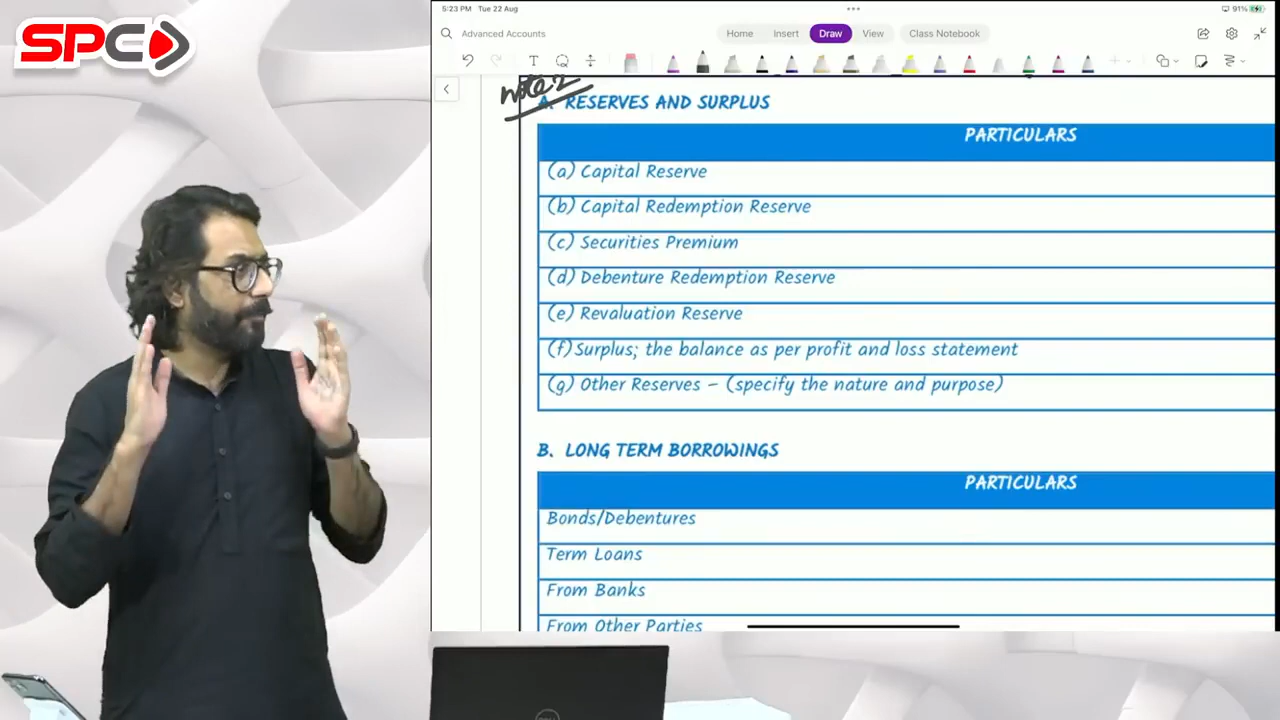 SPC
5:23 PM Tue 22 Aug
91%
Advanced Accounts
Home Insert Draw View Class Notebook
note 2
A. RESERVES AND SURPLUS
PARTICULARS
(a) Capital Reserve
(b) Capital Redemption Reserve
(c) Securities Premium
(d) Debenture Redemption Reserve
(e) Revaluation Reserve
(f) Surplus; the balance as per profit and loss statement
(g) Other Reserves – (specify the nature and purpose)
B. LONG TERM BORROWINGS
PARTICULARS
Bonds/Debentures
Term Loans
From Banks
From Other Parties
DELL